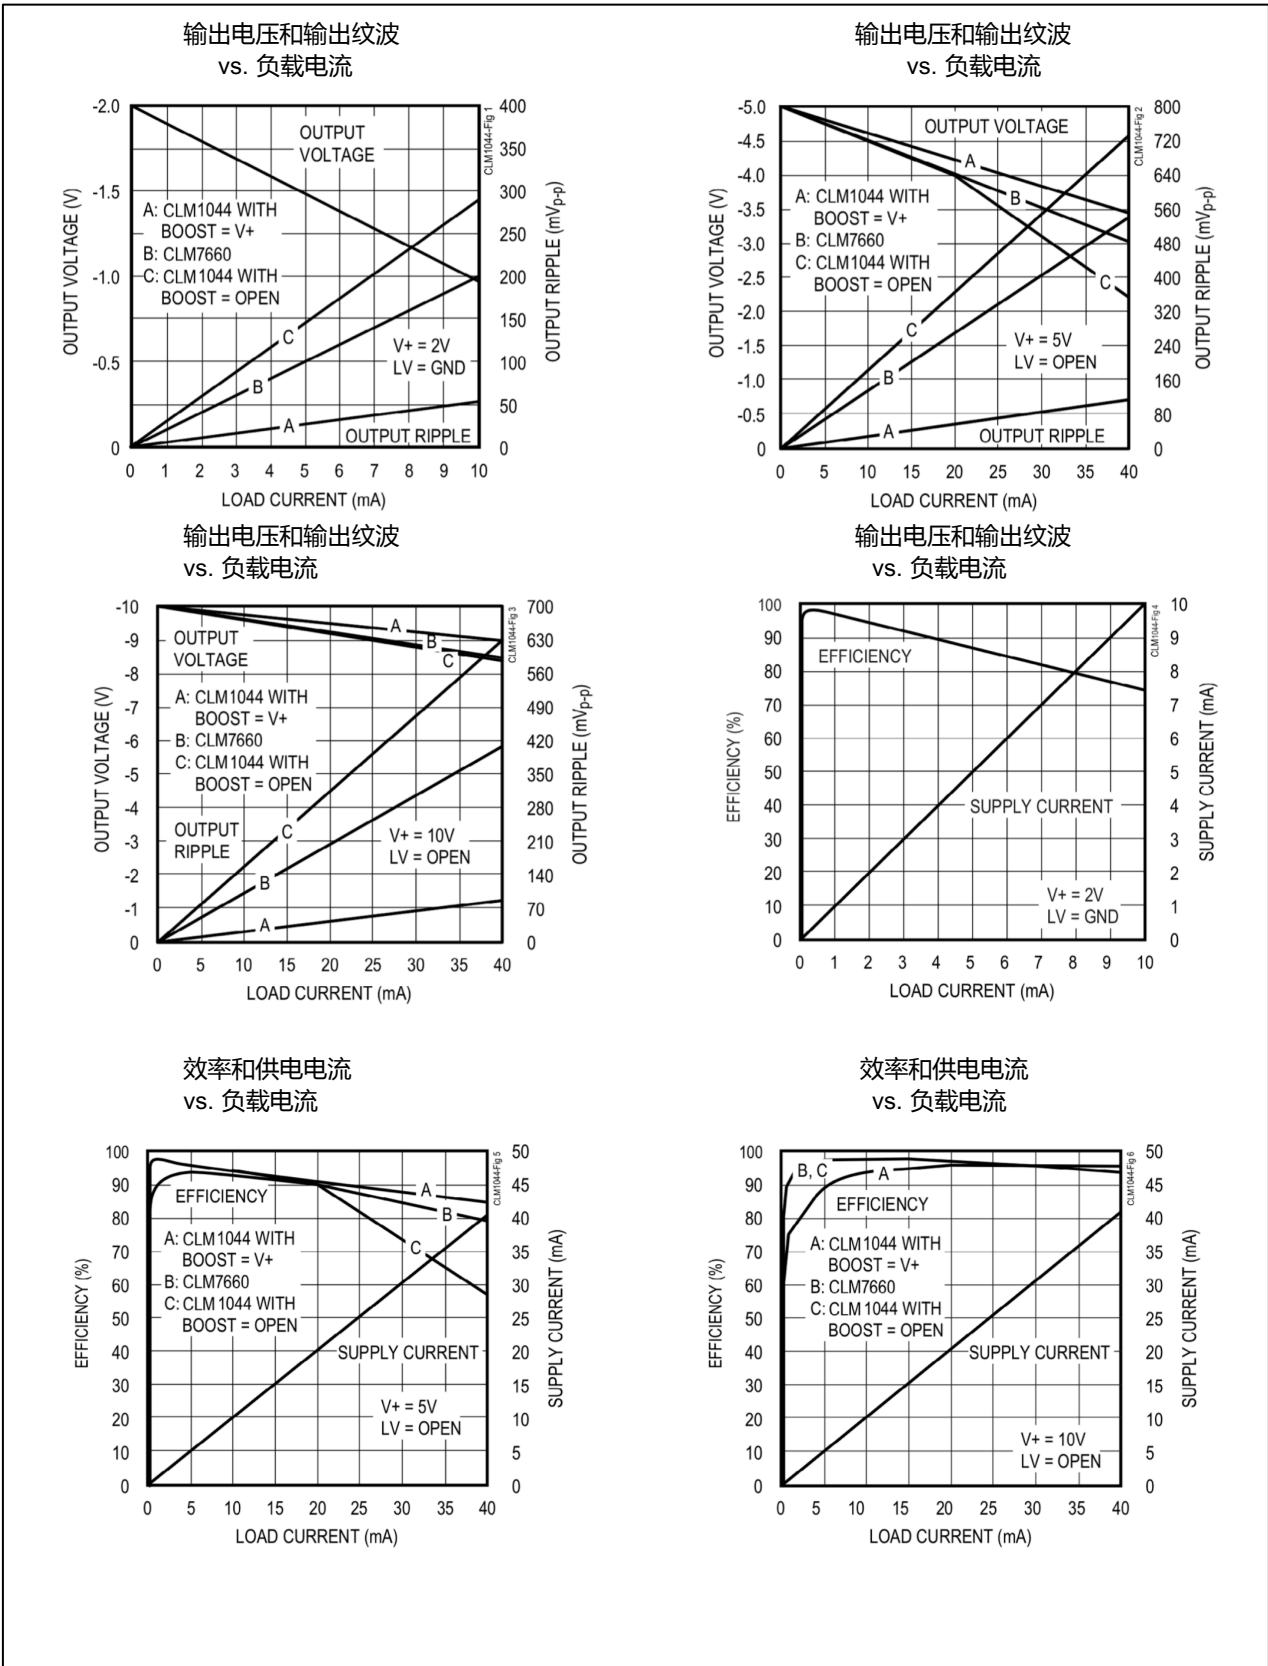 输出电压和输出纹波
vs. 负载电流
-2.0
-1.5
-1.0
-0.5
0
OUTPUT VOLTAGE (V)
OUTPUT
VOLTAGE
A: CLM1044 WITH
BOOST = V+
B: CLM7660
C: CLM1044 WITH
BOOST = OPEN
C
B
A
V+ = 2V
LV = GND
OUTPUT RIPPLE
400
350
300
250
200
150
100
50
0
OUTPUT RIPPLE (mVp-p)
CLM1044-Fig 1
0 1 2 3 4 5 6 7 8 9 10
LOAD CURRENT (mA)
输出电压和输出纹波
vs. 负载电流
-5.0
-4.5
-4.0
-3.5
-3.0
-2.5
-2.0
-1.5
-1.0
-0.5
0
OUTPUT VOLTAGE (V)
OUTPUT VOLTAGE
A
B
A: CLM1044 WITH
BOOST = V+
B: CLM7660
C: CLM1044 WITH
BOOST = OPEN
C
C
V+ = 5V
LV = OPEN
B
A
OUTPUT RIPPLE
800
720
640
560
480
400
320
240
160
80
0
OUTPUT RIPPLE (mVp-p)
CLM1044-Fig 2
0 5 10 15 20 25 30 35 40
LOAD CURRENT (mA)
输出电压和输出纹波
vs. 负载电流
-10
-9
-8
-7
-6
-5
-4
-3
-2
-1
0
OUTPUT VOLTAGE (V)
A
B
C
OUTPUT
VOLTAGE
A: CLM1044 WITH
BOOST = V+
B: CLM7660
C: CLM1044 WITH
BOOST = OPEN
OUTPUT
RIPPLE
C
V+ = 10V
LV = OPEN
B
A
700
630
560
490
420
350
280
210
140
70
0
OUTPUT RIPPLE (mVp-p)
CLM1044-Fig 3
0 5 10 15 20 25 30 35 40
LOAD CURRENT (mA)
输出电压和输出纹波
vs. 负载电流
100
90
80
70
60
50
40
30
20
10
0
EFFICIENCY (%)
EFFICIENCY
SUPPLY CURRENT
V+ = 2V
LV = GND
10
9
8
7
6
5
4
3
2
1
0
SUPPLY CURRENT (mA)
CLM1044-Fig 4
0 1 2 3 4 5 6 7 8 9 10
LOAD CURRENT (mA)
效率和供电电流
vs. 负载电流
100
90
80
70
60
50
40
30
20
10
0
EFFICIENCY (%)
EFFICIENCY
A
B
C
A: CLM1044 WITH
BOOST = V+
B: CLM7660
C: CLM1044 WITH
BOOST = OPEN
SUPPLY CURRENT
V+ = 5V
LV = OPEN
50
45
40
35
30
25
20
15
10
5
0
SUPPLY CURRENT (mA)
CLM1044-Fig 5
0 5 10 15 20 25 30 35 40
LOAD CURRENT (mA)
效率和供电电流
vs. 负载电流
100
90
80
70
60
50
40
30
20
10
0
EFFICIENCY (%)
B, C
A
EFFICIENCY
A: CLM1044 WITH
BOOST = V+
B: CLM7660
C: CLM1044 WITH
BOOST = OPEN
SUPPLY CURRENT
V+ = 10V
LV = OPEN
50
45
40
35
30
25
20
15
10
5
0
SUPPLY CURRENT (mA)
CLM1044-Fig 6
0 5 10 15 20 25 30 35 40
LOAD CURRENT (mA)